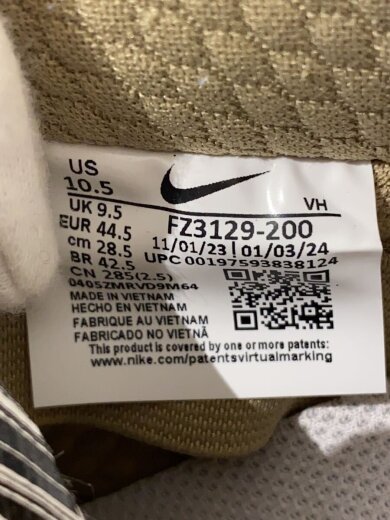 US
10.5
UK 9.5
EUR 44.5
cm 28.5
BR 42.5
CN 285(2.5)
VH
FZ3129-200
11/01/23 | 01/03/24
UPC 00197593838124
0405ZMRVD9M64
MADE IN VIETNAM
HECHO EN VIETNAM
FABRIQUE AU VIETNAM
FABRICADO NO VIETNÃ
This product is covered by one or more patents:
www.nike.com/patentsvirtualmarking